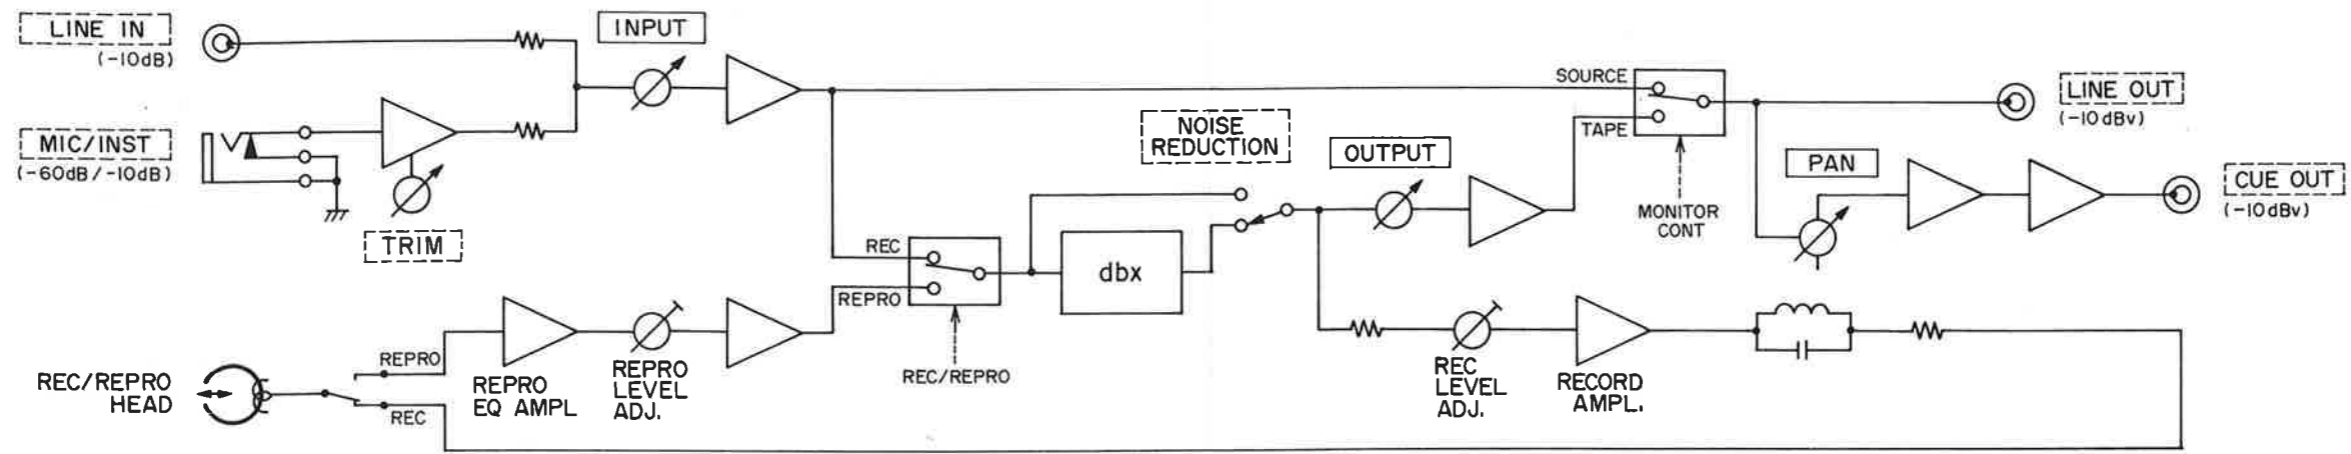 LINE IN
(-10dB)
INPUT
MIC/INST
(-60dB/-10dB)
TRIM
SOURCE
TAPE
LINE OUT
(-10dBv)
NOISE
REDUCTION
OUTPUT
MONITOR
CONT
PAN
CUE OUT
(-10dBv)
REC
REPRO
REC/REPRO
dbx
REC/REPRO
HEAD
REPRO
REC
REPRO
EQ AMPL
REPRO
LEVEL
ADJ.
REC
LEVEL
ADJ.
RECORD
AMPL.